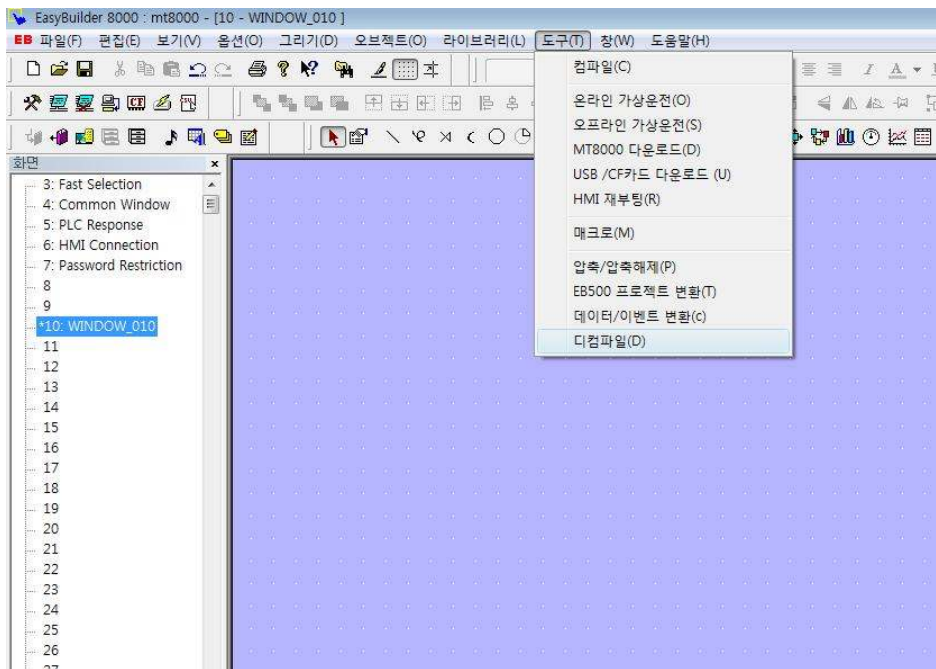 EasyBuilder 8000 : mt8000 - [10 - WINDOW_010 ]
EB 파일(F) 편집(E) 보기(V) 옵션(O) 그리기(D) 오브젝트(O) 라이브러리(L) 도구(T) 창(W) 도움말(H)
컴파일(C)
온라인 가상운전(O)
오프라인 가상운전(S)
MT8000 다운로드(D)
USB /CF카드 다운로드 (U)
HMI 재부팅(R)
매크로(M)
압축/압축해제(P)
EB500 프로젝트 변환(T)
데이터/이벤트 변환(c)
디컴파일(D)
화면
3: Fast Selection
4: Common Window
5: PLC Response
6: HMI Connection
7: Password Restriction
8
9
*10: WINDOW_010
11
12
13
14
15
16
17
18
19
20
21
22
23
24
25
26